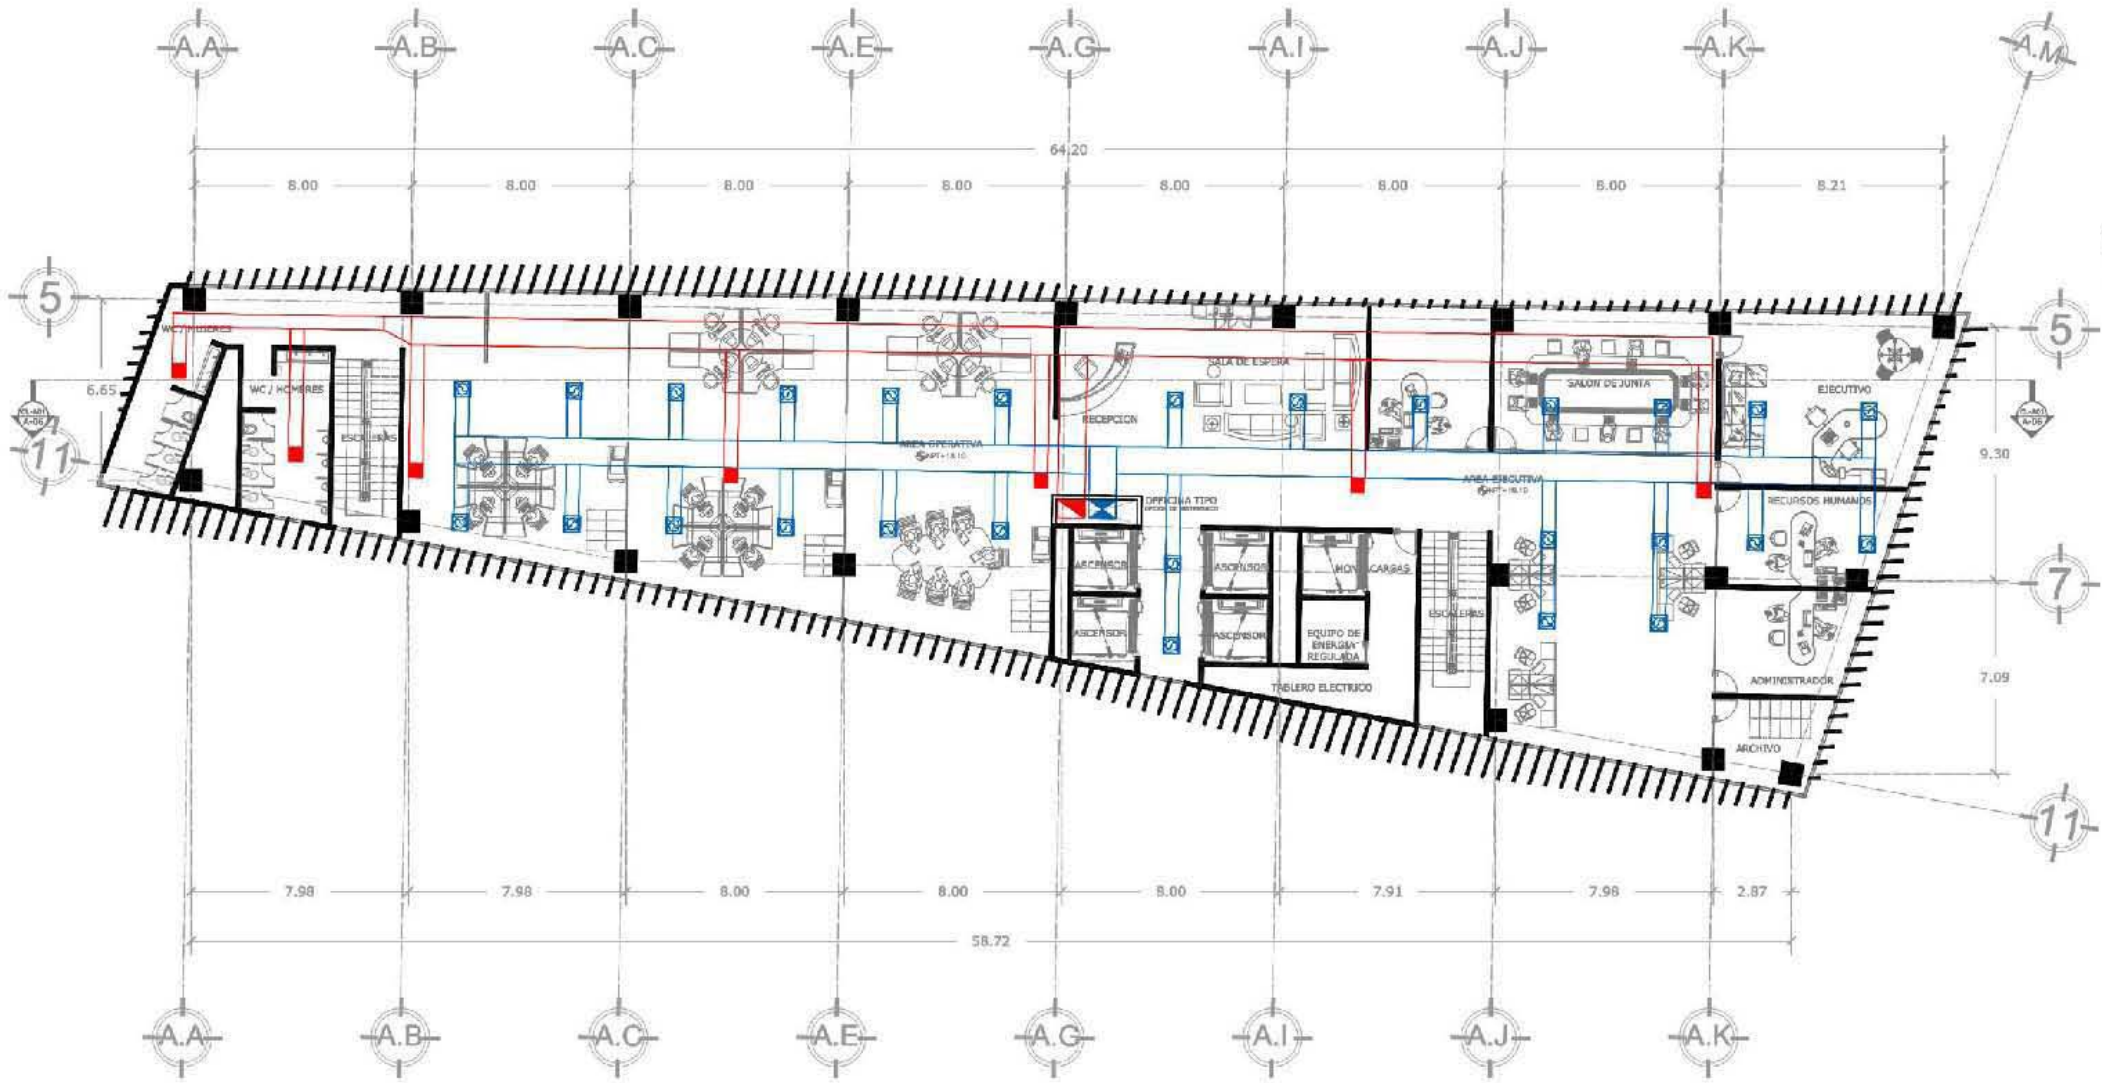 A.A A.B A.C A.E A.G A.I A.J A.K A.M
64.20
8.00 8.00 8.00 8.00 8.00 8.00 8.00 8.21
5 5
WC / MUJERES
SALA DE ESPERA
6.65
WC / HOMBRES
SALON DE JUNTA
EJECUTIVO
RECEPCION
ESCALERAS
AREA OPERATIVA
11
9.30
AREA EJECUTIVA
OFFICINA TIPO
RECURSOS HUMANOS
ASCENSOR
ASCENSOR
MONTACARGAS
7
ESCALERAS
ASCENSOR
ASCENSOR
EQUIPO DE
ENERGIA
REGULADA
7.09
TABLERO ELECTRICO
ADMINISTRADOR
ARCHIVO
11
7.98 7.98 8.00 8.00 8.00 7.91 7.98 2.87
58.72
A.A A.B A.C A.E A.G A.I A.J A.K